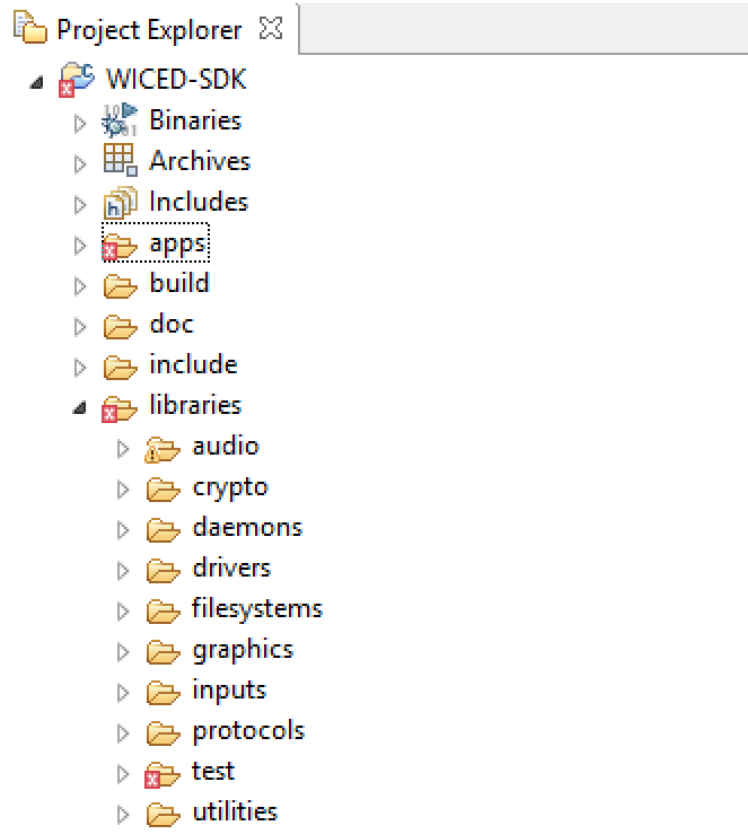 Project Explorer
WICED-SDK
Binaries
Archives
Includes
apps
build
doc
include
libraries
audio
crypto
daemons
drivers
filesystems
graphics
inputs
protocols
test
utilities